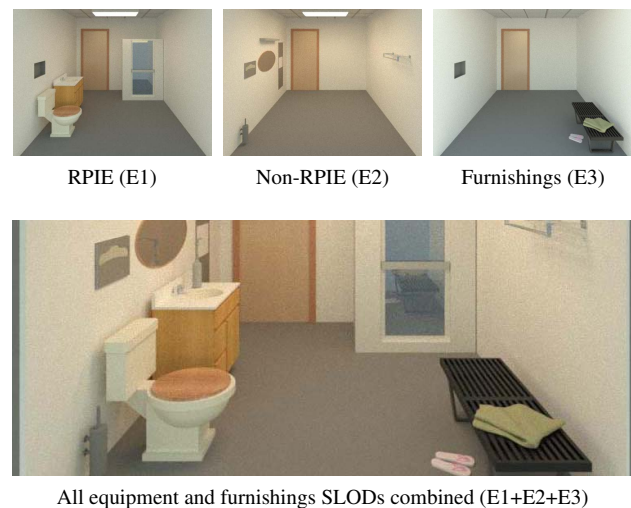 RPIE (E1)
Non-RPIE (E2)
Furnishings (E3)
All equipment and furnishings SLODs combined (E1+E2+E3)